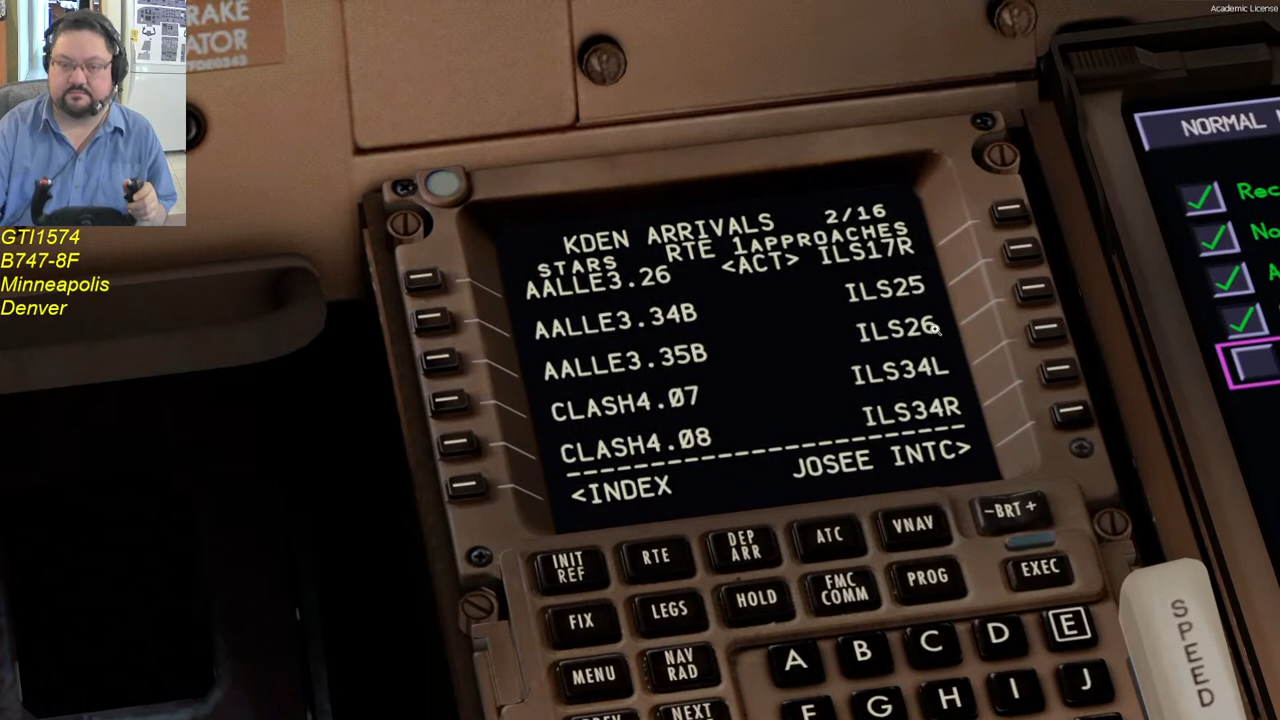 Academic License
RAKE
ATOR
GTI1574
B747-8F
Minneapolis
Denver
NORMAL
KDEN ARRIVALS 2/16
STARS RTE 1 APPROACHES
AALLE3.26 <ACT> ILS17R
AALLE3.34B ILS25
AALLE3.35B ILS26
CLASH4.07 ILS34L
CLASH4.08 ILS34R
--------------------------
<INDEX JOSEE INTC>
INIT REF
RTE
DEP ARR
ATC
VNAV
-BRT+
FIX
LEGS
HOLD
FMC COMM
PROG
EXEC
MENU
NAV RAD
A B C D E
F G H I J
NEXT
SPEED